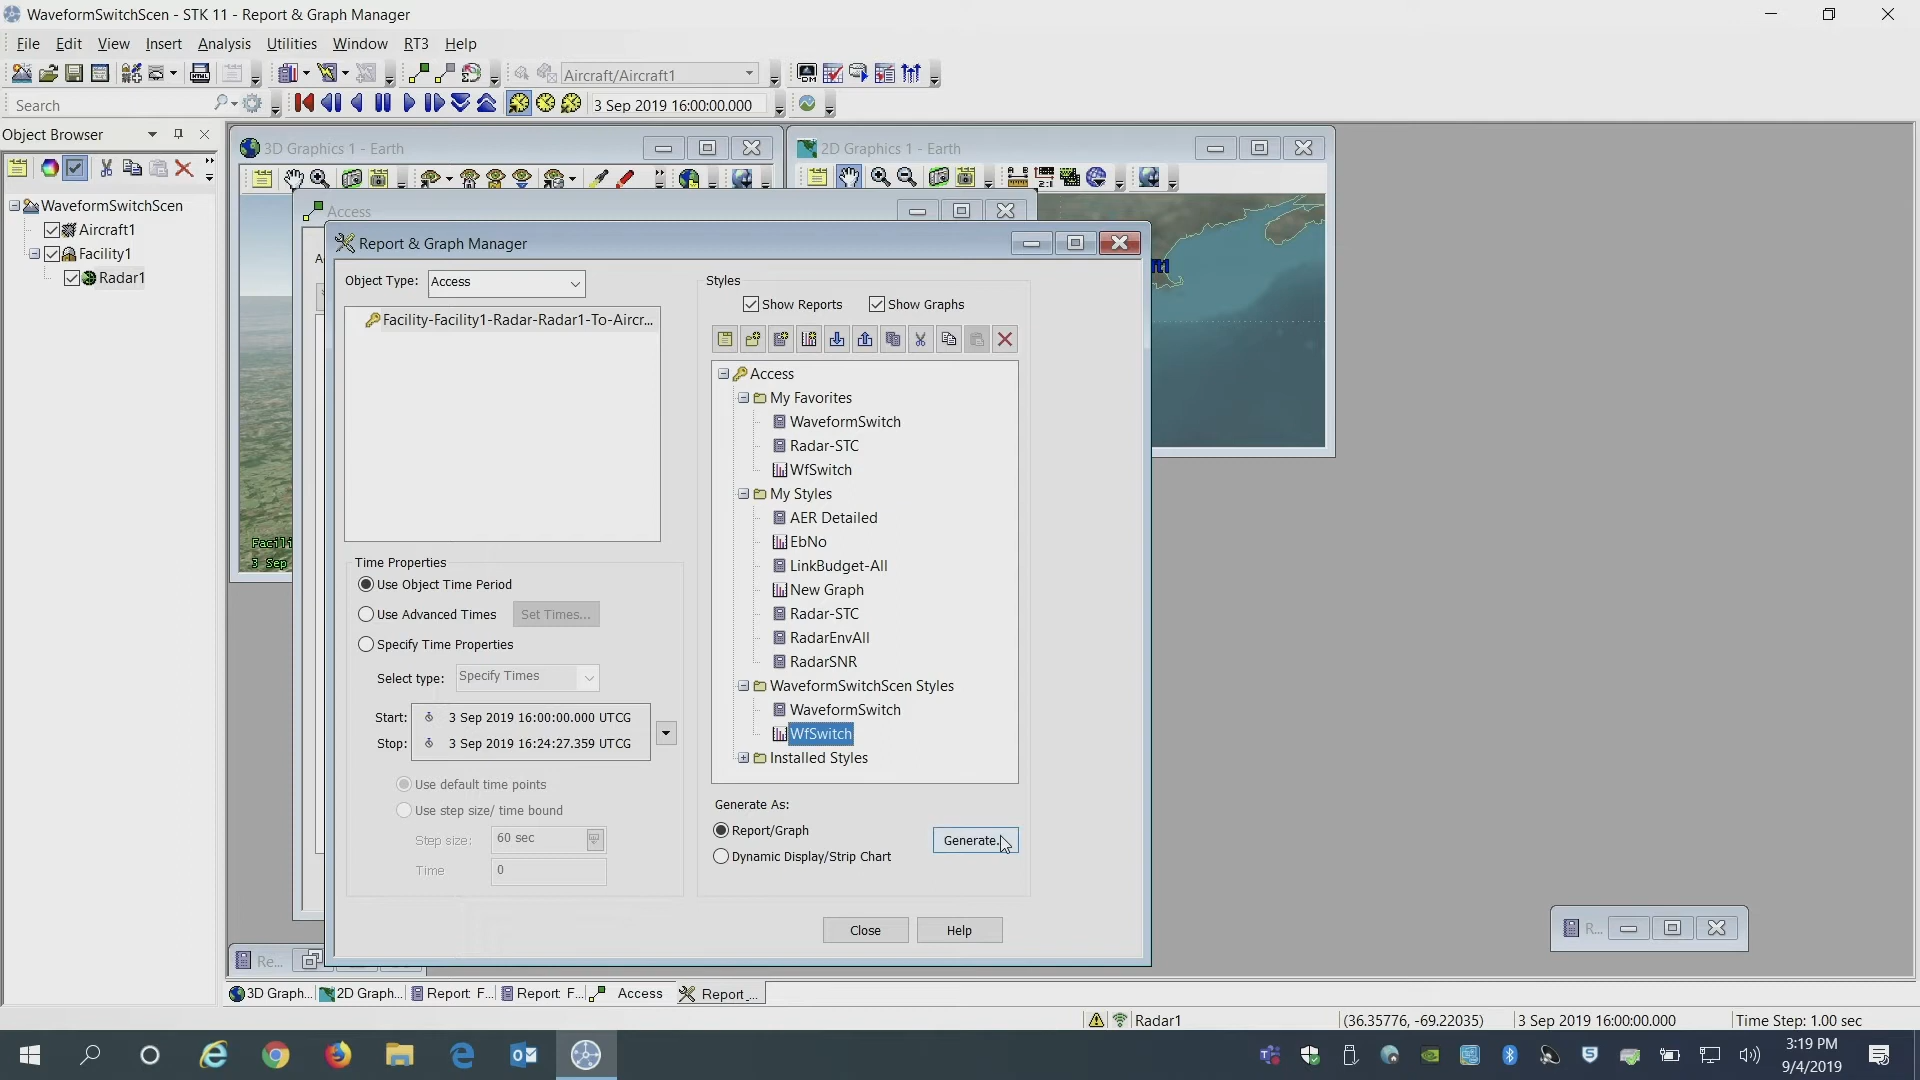 WaveformSwitchScen - STK 11 - Report & Graph Manager
File Edit View Insert Analysis Utilities Window RT3 Help
Aircraft/Aircraft1
Search
3 Sep 2019 16:00:00.000
Object Browser
WaveformSwitchScen
Aircraft1
Facility1
Radar1
3D Graphics 1 - Earth
2D Graphics 1 - Earth
Access
Report & Graph Manager
Object Type: Access
Facility-Facility1-Radar-Radar1-To-Aircr...
Time Properties
Use Object Time Period
Use Advanced Times Set Times...
Specify Time Properties
Select type: Specify Times
Start: 3 Sep 2019 16:00:00.000 UTCG
Stop: 3 Sep 2019 16:24:27.359 UTCG
Use default time points
Use step size/ time bound
Step size: 60 sec
Time 0
Styles
Show Reports Show Graphs
Access
My Favorites
WaveformSwitch
Radar-STC
WfSwitch
My Styles
AER Detailed
EbNo
LinkBudget-All
New Graph
Radar-STC
RadarEnvAll
RadarSNR
WaveformSwitchScen Styles
WaveformSwitch
WfSwitch
Installed Styles
Generate As:
Report/Graph
Dynamic Display/Strip Chart
Generate.
Close Help
Facili
3 Sep
Re...
R...
3D Graph... 2D Graph... Report: F... Report: F... Access Report ...
Radar1 (36.35776, -69.22035) 3 Sep 2019 16:00:00.000 Time Step: 1.00 sec
3:19 PM
9/4/2019